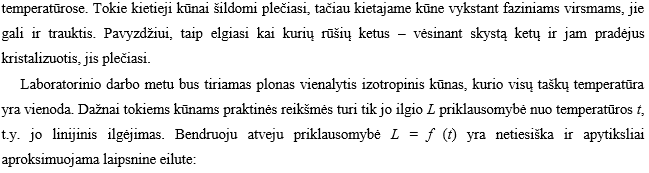 temperatūrose. Tokie kietieji kūnai šildomi plečiasi, tačiau kietajame kūne vykstant faziniams virsmams, jie
gali ir trauktis. Pavyzdžiui, taip elgiasi kai kurių rūšių ketus – vėsinant skystą ketų ir jam pradėjus
kristalizuotis, jis plečiasi.
Laboratorinio darbo metu bus tiriamas plonas vienalytis izotropinis kūnas, kurio visų taškų temperatūra
yra vienoda. Dažnai tokiems kūnams praktinės reikšmės turi tik jo ilgio L priklausomybė nuo temperatūros t,
t.y. jo linijinis ilgėjimas. Bendruoju atveju priklausomybė L = f (t) yra netiesiška ir apytiksliai
aproksimuojama laipsnine eilute: